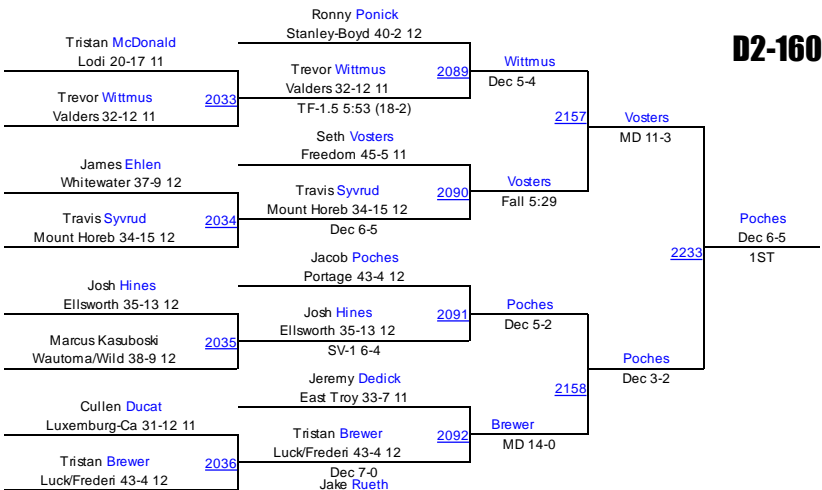 D2-160
Tristan McDonald
Lodi 20-17 11
Trevor Wittmus
Valders 32-12 11
2033
James Ehlen
Whitewater 37-9 12
Travis Syvrud
Mount Horeb 34-15 12
2034
Josh Hines
Ellsworth 35-13 12
Marcus Kasuboski
Wautoma/Wild 38-9 12
2035
Cullen Ducat
Luxemburg-Ca 31-12 11
Tristan Brewer
Luck/Frederi 43-4 12
2036
Ronny Ponick
Stanley-Boyd 40-2 12
Trevor Wittmus
Valders 32-12 11
TF-1.5 5:53 (18-2)
2089
Seth Vosters
Freedom 45-5 11
Travis Syvrud
Mount Horeb 34-15 12
Dec 6-5
2090
Jacob Poches
Portage 43-4 12
Josh Hines
Ellsworth 35-13 12
SV-1 6-4
2091
Jeremy Dedick
East Troy 33-7 11
Tristan Brewer
Luck/Frederi 43-4 12
Dec 7-0
2092
Jake Rueth
Wittmus
Dec 5-4
2157
Vosters
Fall 5:29
Poches
Dec 5-2
2158
Brewer
MD 14-0
Vosters
MD 11-3
2233
Poches
Dec 3-2
Poches
Dec 6-5
1ST